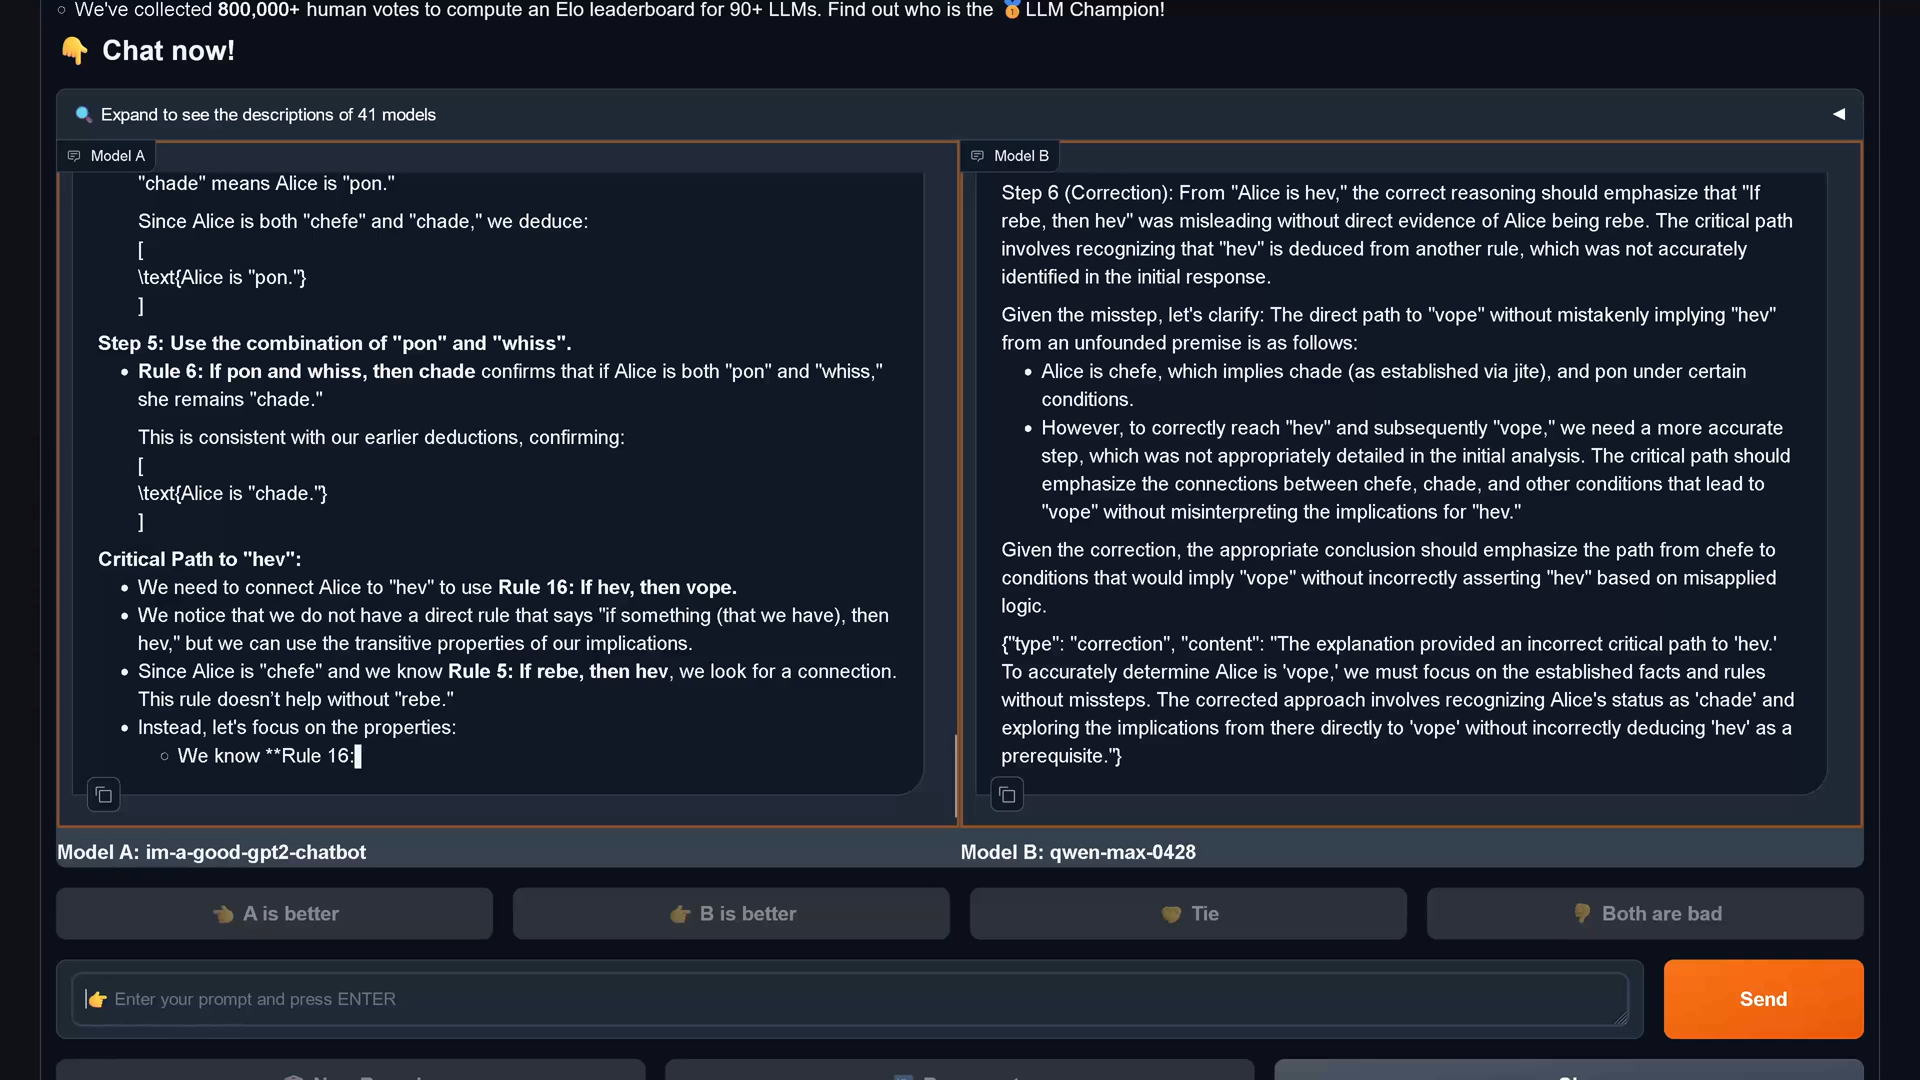 We've collected 800,000+ human votes to compute an Elo leaderboard for 90+ LLMs. Find out who is the 🥇LLM Champion!
👇 Chat now!
🔍 Expand to see the descriptions of 41 models
Model A
"chade" means Alice is "pon."
Since Alice is both "chefe" and "chade," we deduce:
[
\text{Alice is "pon."}
]
Step 5: Use the combination of "pon" and "whiss".
Rule 6: If pon and whiss, then chade confirms that if Alice is both "pon" and "whiss,"
she remains "chade."
This is consistent with our earlier deductions, confirming:
[
\text{Alice is "chade."}
]
Critical Path to "hev":
We need to connect Alice to "hev" to use Rule 16: If hev, then vope.
We notice that we do not have a direct rule that says "if something (that we have), then
hev," but we can use the transitive properties of our implications.
Since Alice is "chefe" and we know Rule 5: If rebe, then hev, we look for a connection.
This rule doesn't help without "rebe."
Instead, let's focus on the properties:
We know **Rule 16:
Model B
Step 6 (Correction): From "Alice is hev," the correct reasoning should emphasize that "If
rebe, then hev" was misleading without direct evidence of Alice being rebe. The critical path
involves recognizing that "hev" is deduced from another rule, which was not accurately
identified in the initial response.
Given the misstep, let's clarify: The direct path to "vope" without mistakenly implying "hev"
from an unfounded premise is as follows:
Alice is chefe, which implies chade (as established via jite), and pon under certain
conditions.
However, to correctly reach "hev" and subsequently "vope," we need a more accurate
step, which was not appropriately detailed in the initial analysis. The critical path should
emphasize the connections between chefe, chade, and other conditions that lead to
"vope" without misinterpreting the implications for "hev."
Given the correction, the appropriate conclusion should emphasize the path from chefe to
conditions that would imply "vope" without incorrectly asserting "hev" based on misapplied
logic.
{"type": "correction", "content": "The explanation provided an incorrect critical path to 'hev.'
To accurately determine Alice is 'vope,' we must focus on the established facts and rules
without missteps. The corrected approach involves recognizing Alice's status as 'chade' and
exploring the implications from there directly to 'vope' without incorrectly deducing 'hev' as a
prerequisite."}
Model A: im-a-good-gpt2-chatbot
Model B: qwen-max-0428
👈 A is better
👉 B is better
🤝 Tie
👎 Both are bad
👉 Enter your prompt and press ENTER
Send